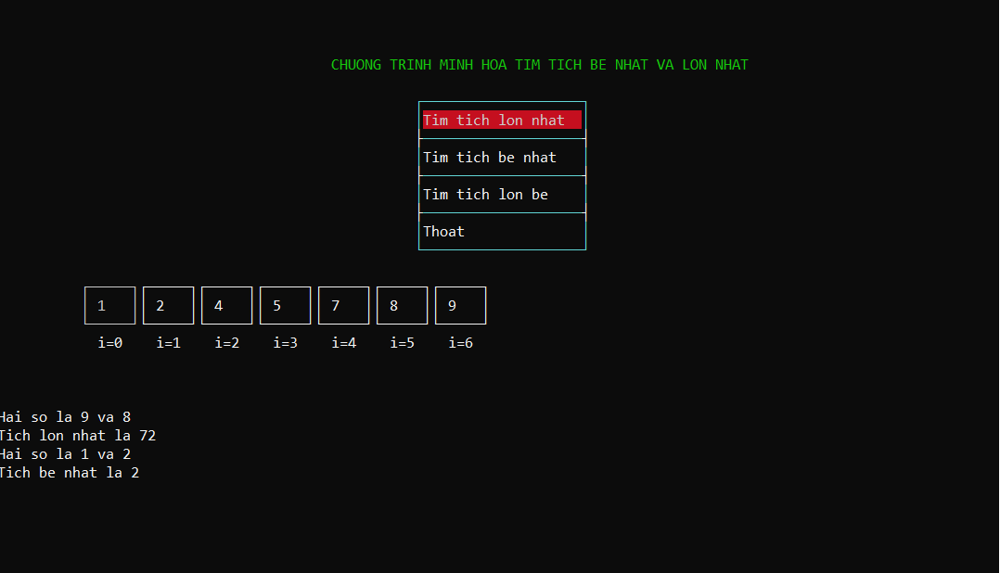 CHUONG TRINH MINH HOA TIM TICH BE NHAT VA LON NHAT
Tim tich lon nhat
Tim tich be nhat
Tim tich lon be
Thoat
1 2 4 5 7 8 9
i=0 i=1 i=2 i=3 i=4 i=5 i=6
Hai so la 9 va 8
Tich lon nhat la 72
Hai so la 1 va 2
Tich be nhat la 2